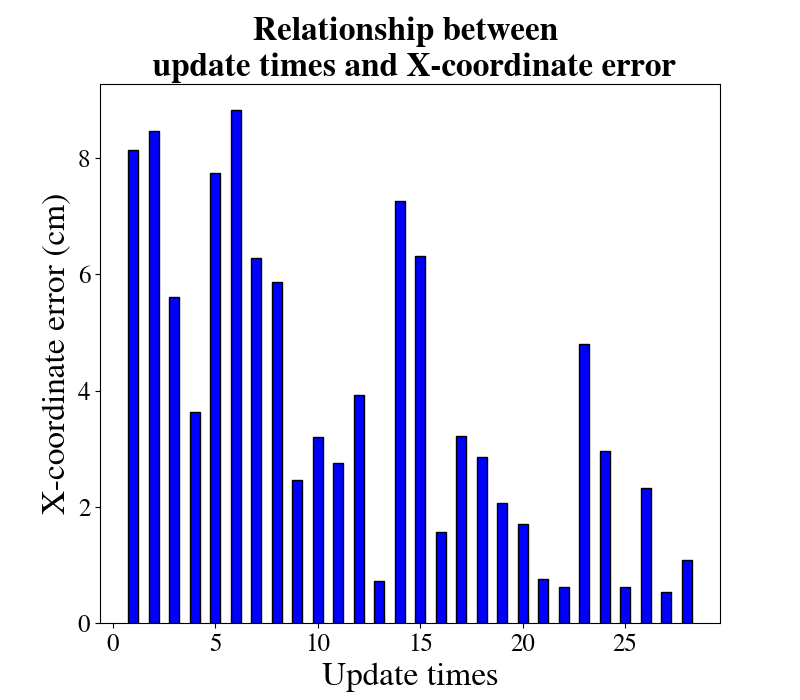 Relationship between
update times and X-coordinate error
X-coordinate error (cm)
8
6
4
2
0
0 5 10 15 20 25
Update times